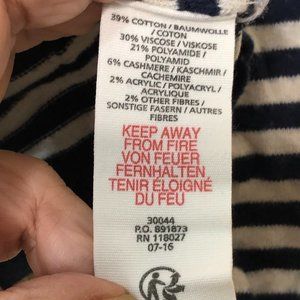 39% COTTON / BAUMWOLLE
/ COTON
30% VISCOSE / VISKOSE
21% POLYAMIDE /
POLYAMID
6% CASHMERE / KASCHMIR /
CACHEMIRE
2% ACRYLIC / POLYACRYL /
ACRYLIQUE
2% OTHER FIBRES /
SONSTIGE FASERN / AUTRES
FIBRES
KEEP AWAY
FROM FIRE
VON FEUER
FERNHALTEN
TENIR ÉLOIGNÉ
DU FEU
30044
P.O. 891873
RN 118027
07-16